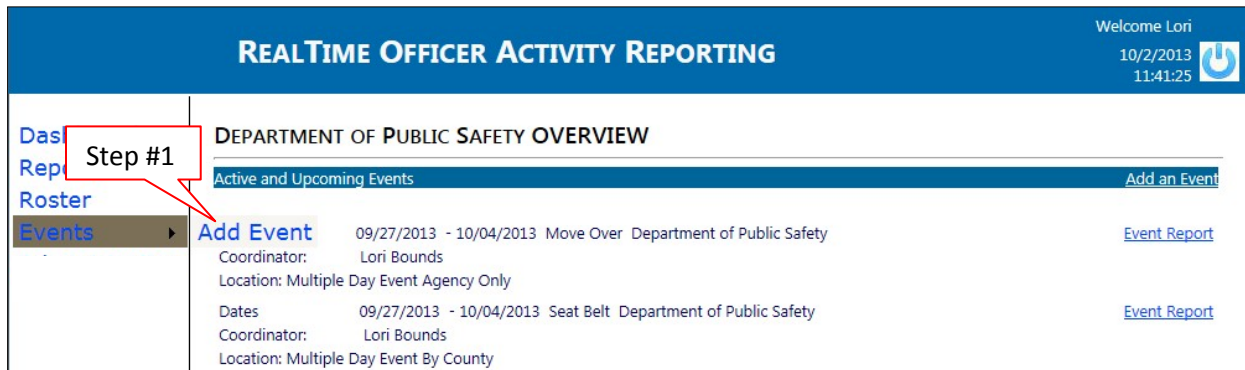 Welcome Lori
REALTIME OFFICER ACTIVITY REPORTING
10/2/2013
11:41:25
DEPARTMENT OF PUBLIC SAFETY OVERVIEW
Step #1
Roster
Events
Active and Upcoming Events Add an Event
Add Event 09/27/2013 - 10/04/2013 Move Over Department of Public Safety Event Report
Coordinator: Lori Bounds
Location: Multiple Day Event Agency Only
Dates 09/27/2013 - 10/04/2013 Seat Belt Department of Public Safety Event Report
Coordinator: Lori Bounds
Location: Multiple Day Event By County